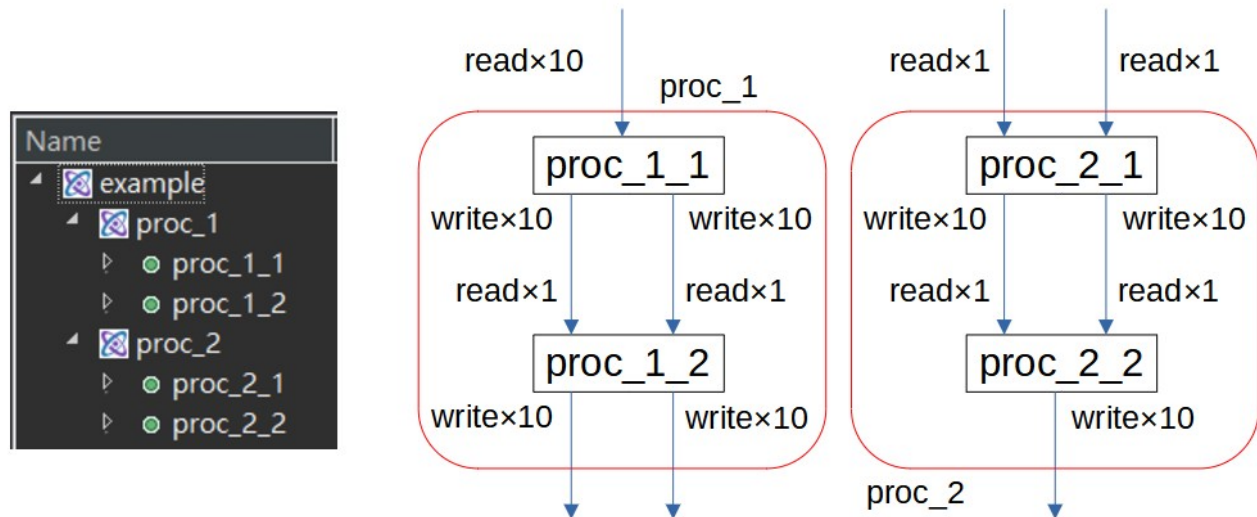 Name
example
proc_1
proc_1_1
proc_1_2
proc_2
proc_2_1
proc_2_2
read×10
proc_1
proc_1_1
write×10 write×10
read×1 read×1
proc_1_2
write×10 write×10
read×1 read×1
proc_2_1
write×10 write×10
read×1 read×1
proc_2_2
write×10
proc_2